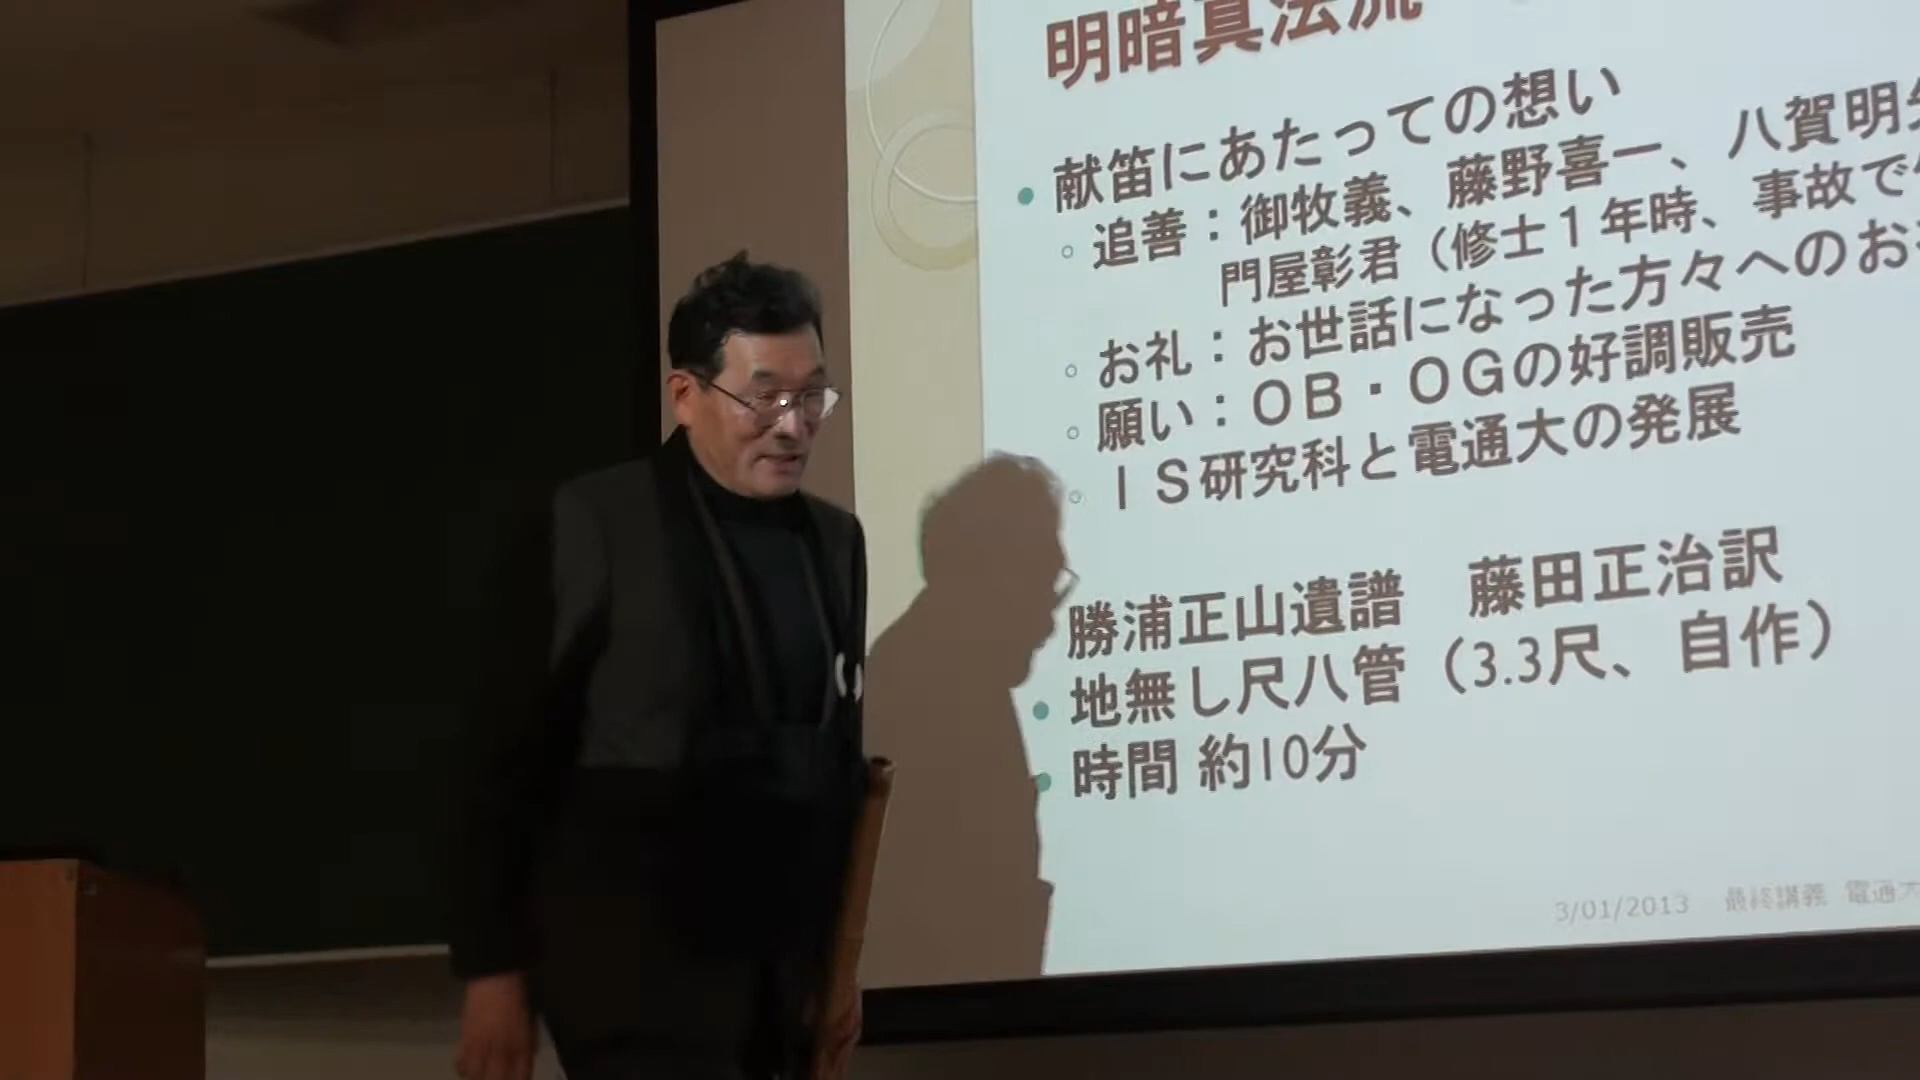 明暗真法流
献笛にあたっての想い
追善：御牧義、藤野喜一、八賀明
門屋彰君（修士１年時、事故で
お礼：お世話になった方々へのお
願い：ＯＢ・ＯＧの好調販売
ＩＳ研究科と電通大の発展
勝浦正山遺譜　藤田正治訳
地無し尺八管（3.3尺、自作）
時間 約10分
3/01/2013 最終講義 電通大